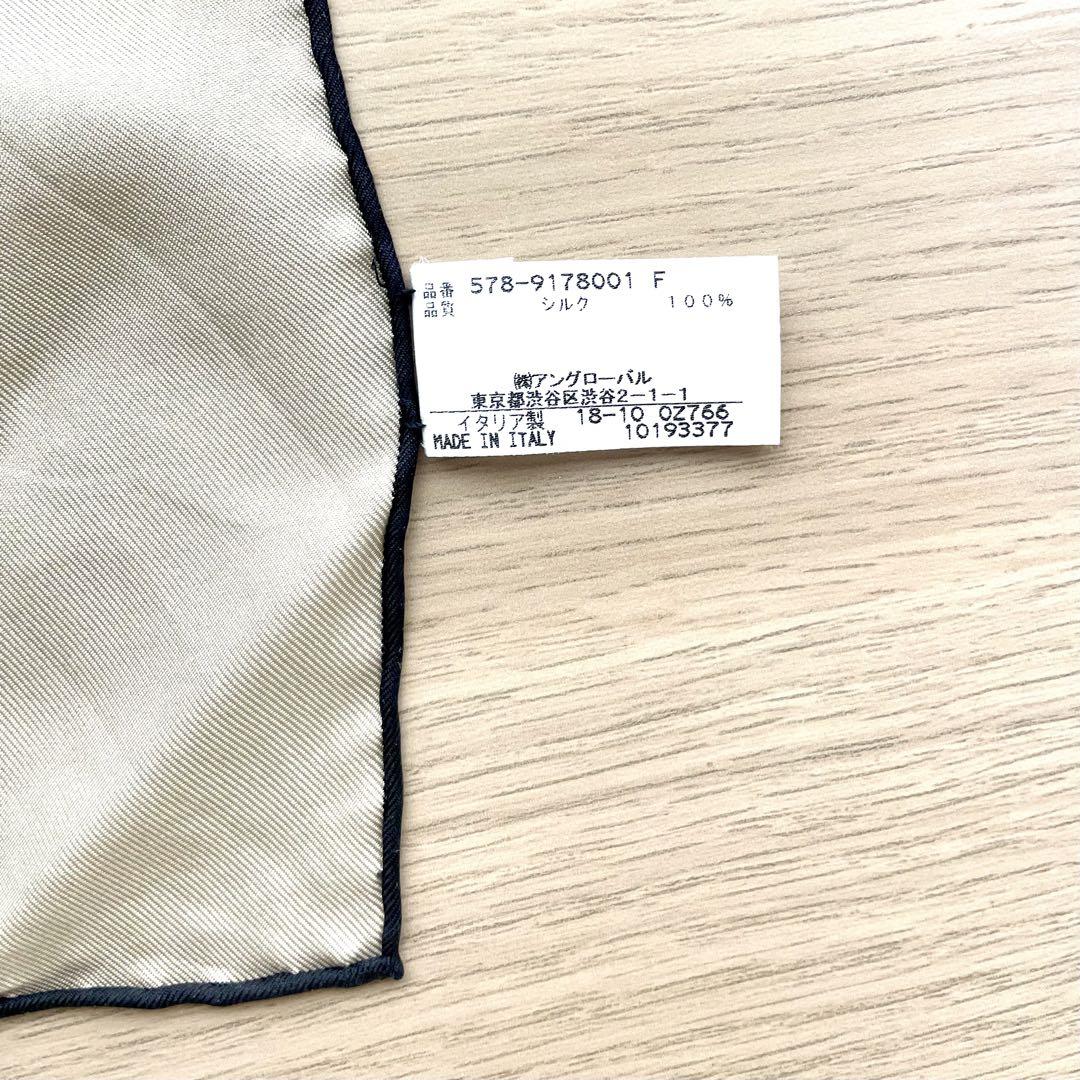 品番 578-9178001 F
品質 シルク 100%
㈱アングローバル
東京都渋谷区渋谷2-1-1
イタリア製 18-10 0Z766
MADE IN ITALY 10193377